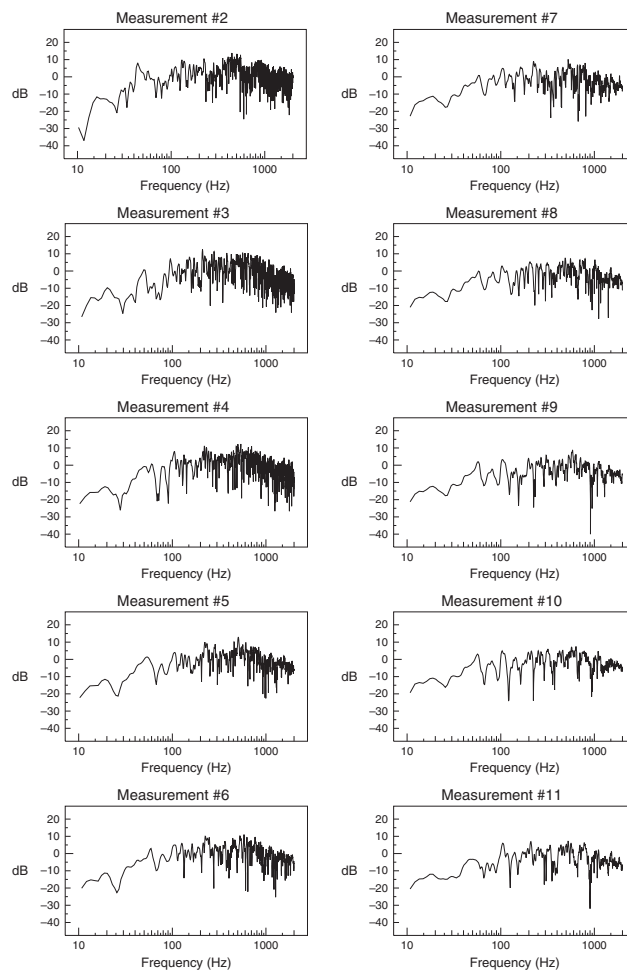 Measurement #2
20
10
0
–10
–20
–30
–40
dB
10 100 1000
Frequency (Hz)
Measurement #3
20
10
0
–10
–20
–30
–40
dB
10 100 1000
Frequency (Hz)
Measurement #4
20
10
0
–10
–20
–30
–40
dB
10 100 1000
Frequency (Hz)
Measurement #5
20
10
0
–10
–20
–30
–40
dB
10 100 1000
Frequency (Hz)
Measurement #6
20
10
0
–10
–20
–30
–40
dB
10 100 1000
Frequency (Hz)
Measurement #7
20
10
0
–10
–20
–30
–40
dB
10 100 1000
Frequency (Hz)
Measurement #8
20
10
0
–10
–20
–30
–40
dB
10 100 1000
Frequency (Hz)
Measurement #9
20
10
0
–10
–20
–30
–40
dB
10 100 1000
Frequency (Hz)
Measurement #10
20
10
0
–10
–20
–30
–40
dB
10 100 1000
Frequency (Hz)
Measurement #11
20
10
0
–10
–20
–30
–40
dB
10 100 1000
Frequency (Hz)